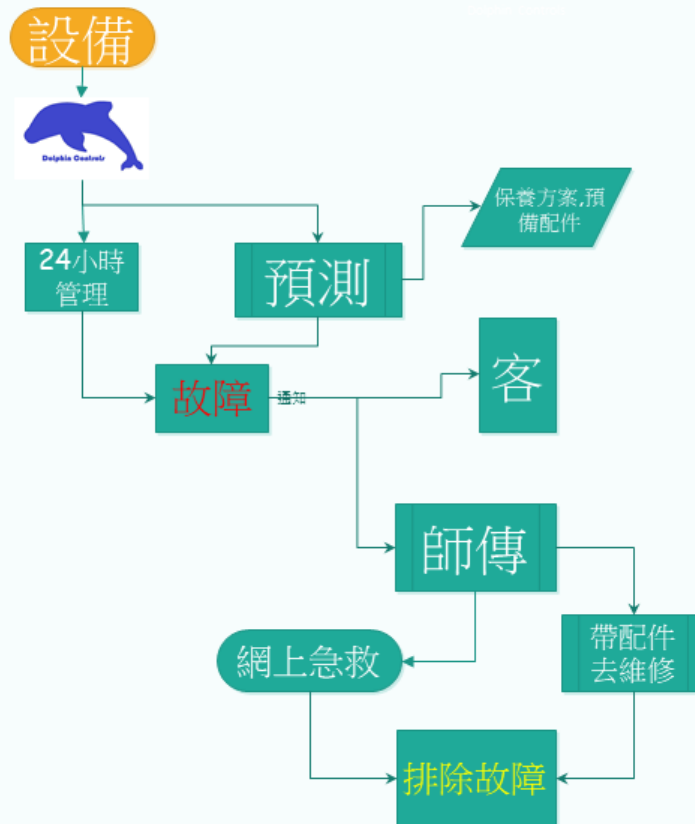 設備
Dolphin Controls
保養方案,預
備配件
24小時
管理
預測
客
故障
通知
師傳
網上急救
帶配件
去維修
排除故障